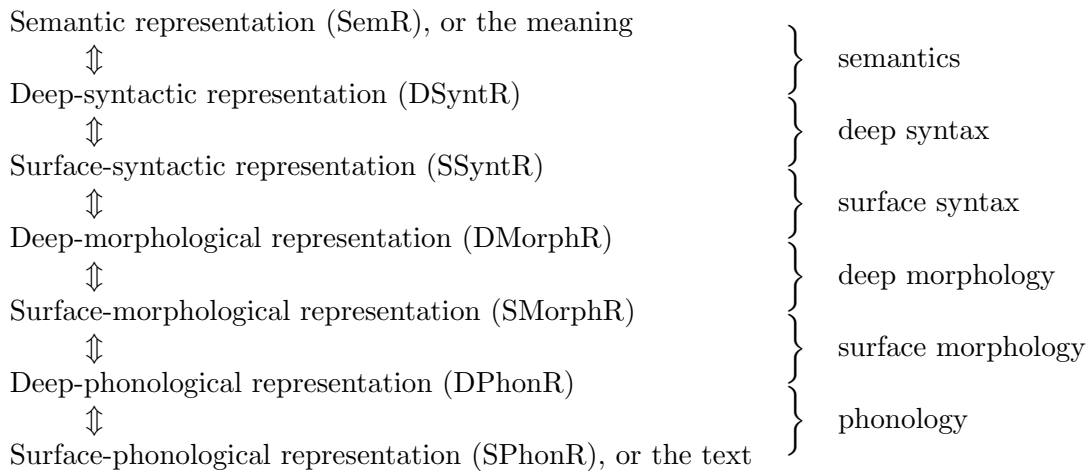 Semantic representation (SemR), or the meaning
⇕
semantics
Deep-syntactic representation (DSyntR)
⇕
deep syntax
Surface-syntactic representation (SSyntR)
⇕
surface syntax
Deep-morphological representation (DMorphR)
⇕
deep morphology
Surface-morphological representation (SMorphR)
⇕
surface morphology
Deep-phonological representation (DPhonR)
⇕
phonology
Surface-phonological representation (SPhonR), or the text